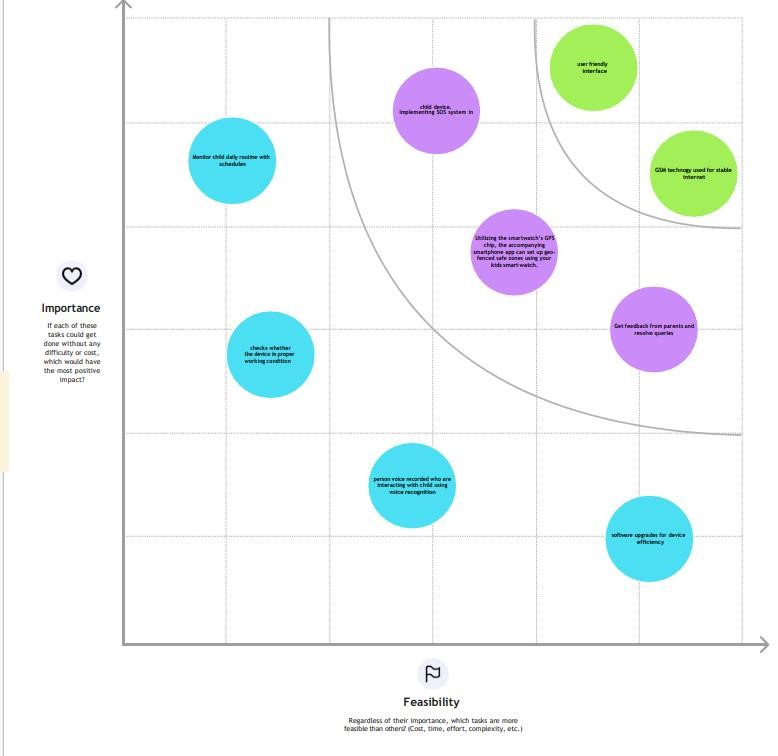 user friendly
interface
child device.
implementing SOS system in
Monitor child daily routine with
schedules
GSM technogy used for stable
internet
Utilizing the smartwatch's GPS
chip, the accompanying
smartphone app can set up geo-
fenced safe zones using your
kids smartwatch.
Importance
If each of these
tasks could get
done without any
difficulty or cost,
which would have
the most positive
impact?
Get feedback from parents and
resolve queries
checks whether
the device in proper
working condition
person voice recorded who are
interacting with child using
voice recognition
software upgrades for device
efficiency
Feasibility
Regardless of their importance, which tasks are more
feasible than others? (Cost, time, effort, complexity, etc.)